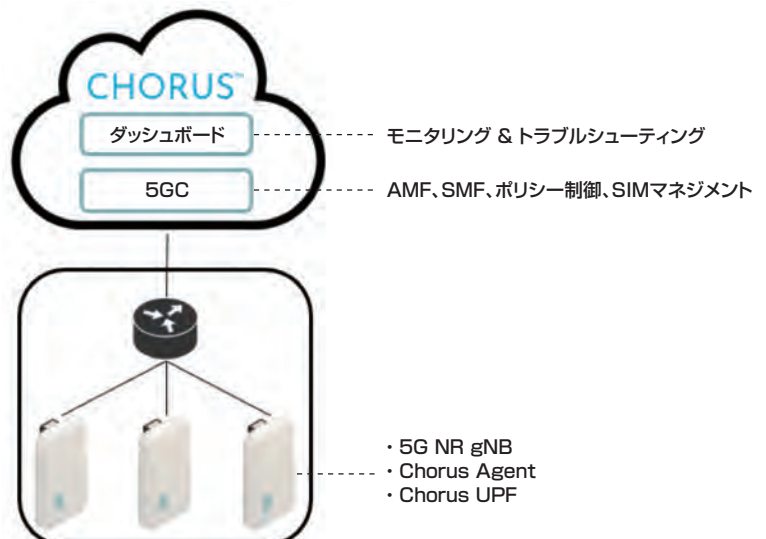 CHORUS™
ダッシュボード
モニタリング & トラブルシューティング
5GC
AMF、SMF、ポリシー制御、SIMマネジメント
・5G NR gNB
・Chorus Agent
・Chorus UPF